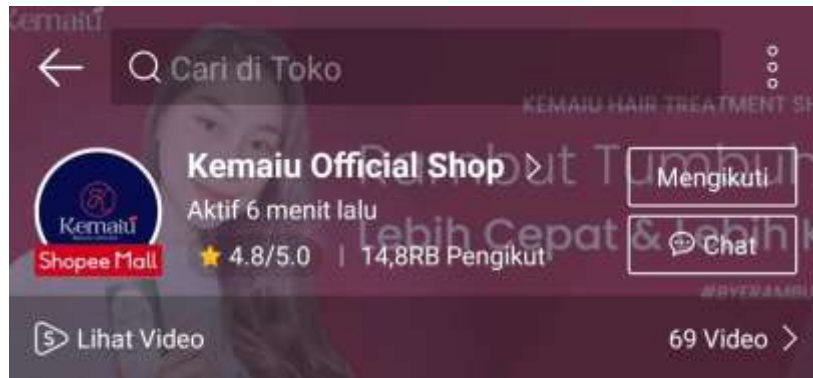 Kemaiu
Cari di Toko
KEMAIU HAIR TREATMENT
Kemaiu Official Shop >
Rambut Tumbuh
Mengikuti
Aktif 6 menit lalu
Kemaiu
Shopee Mall
4.8/5.0 | 14,8RB Pengikut
Lebih Cepat & Lebih
Chat
Lihat Video
69 Video >